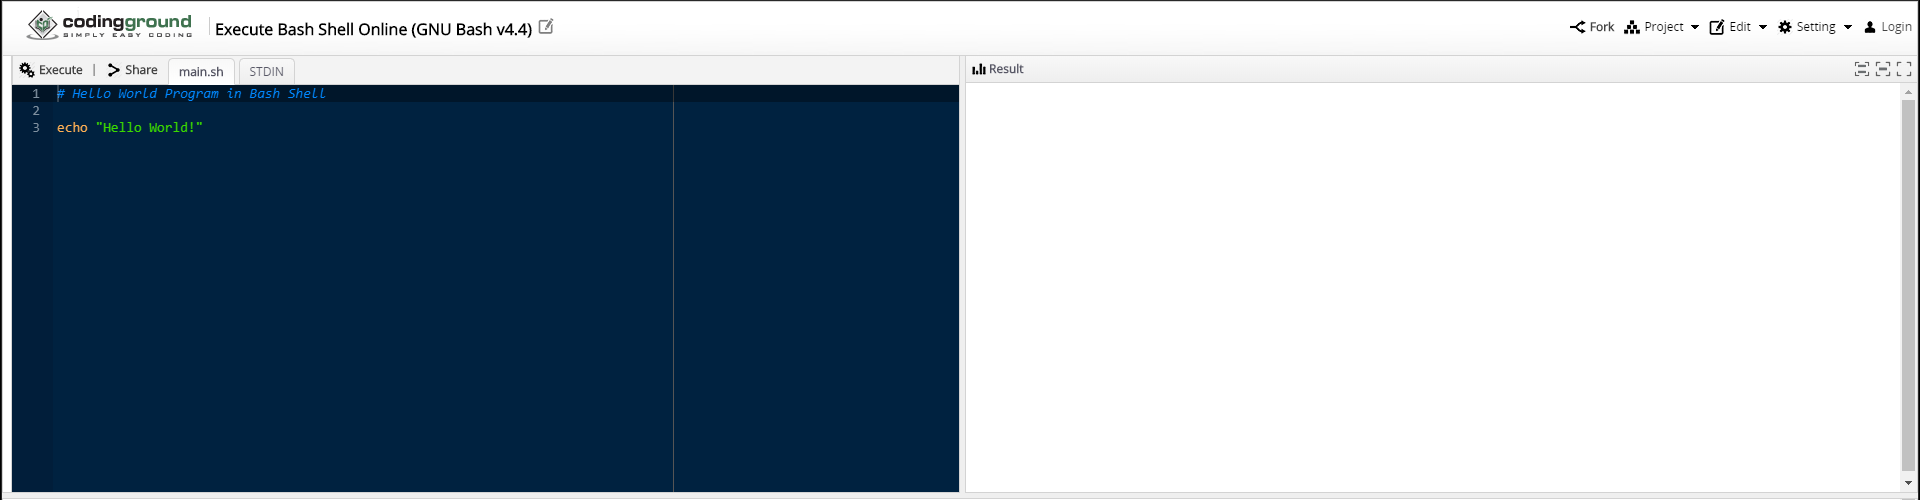 codingground
SIMPLY EASY CODING
Execute Bash Shell Online (GNU Bash v4.4)
Fork Project Edit Setting Login
Execute | Share main.sh STDIN
Result
1 # Hello World Program in Bash Shell
2
3 echo "Hello World!"